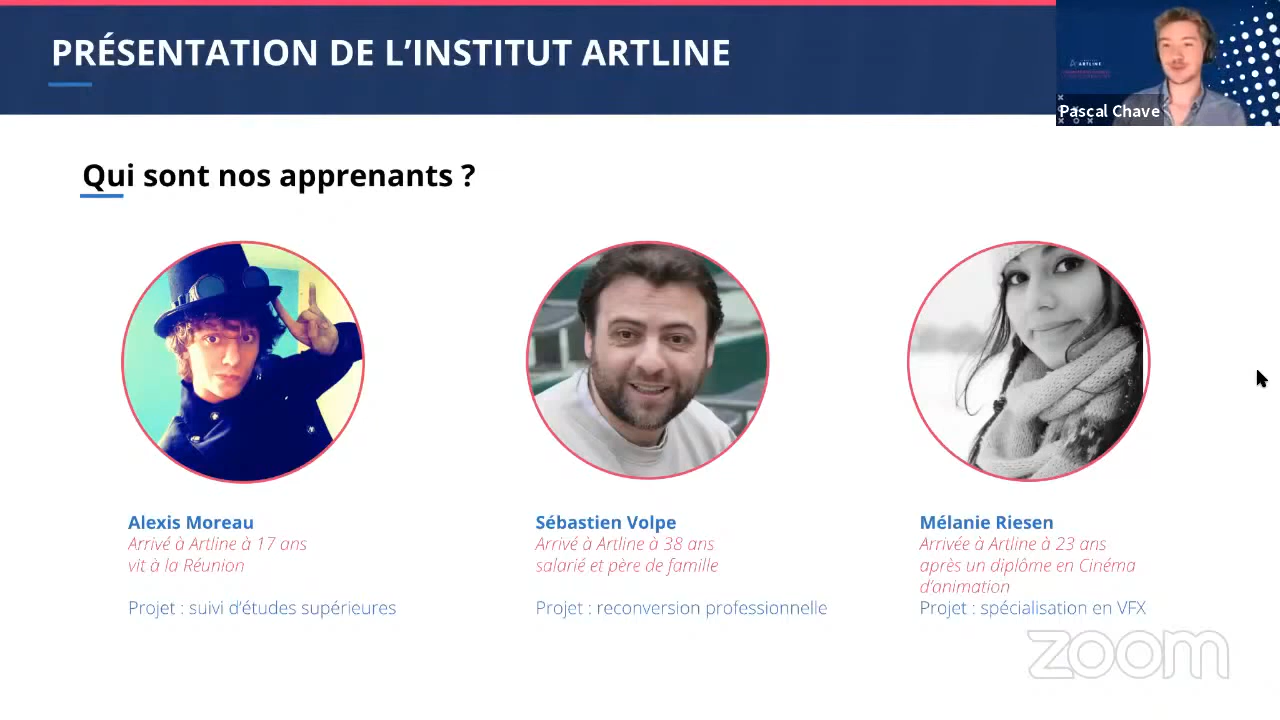 PRÉSENTATION DE L’INSTITUT ARTLINE
ARTLINE
Pascal Chave
Qui sont nos apprenants ?
Alexis Moreau
Arrivé à Artline à 17 ans
vit à la Réunion
Projet : suivi d’études supérieures
Sébastien Volpe
Arrivé à Artline à 38 ans
salarié et père de famille
Projet : reconversion professionnelle
Mélanie Riesen
Arrivée à Artline à 23 ans
après un diplôme en Cinéma
d’animation
Projet : spécialisation en VFX
zoom